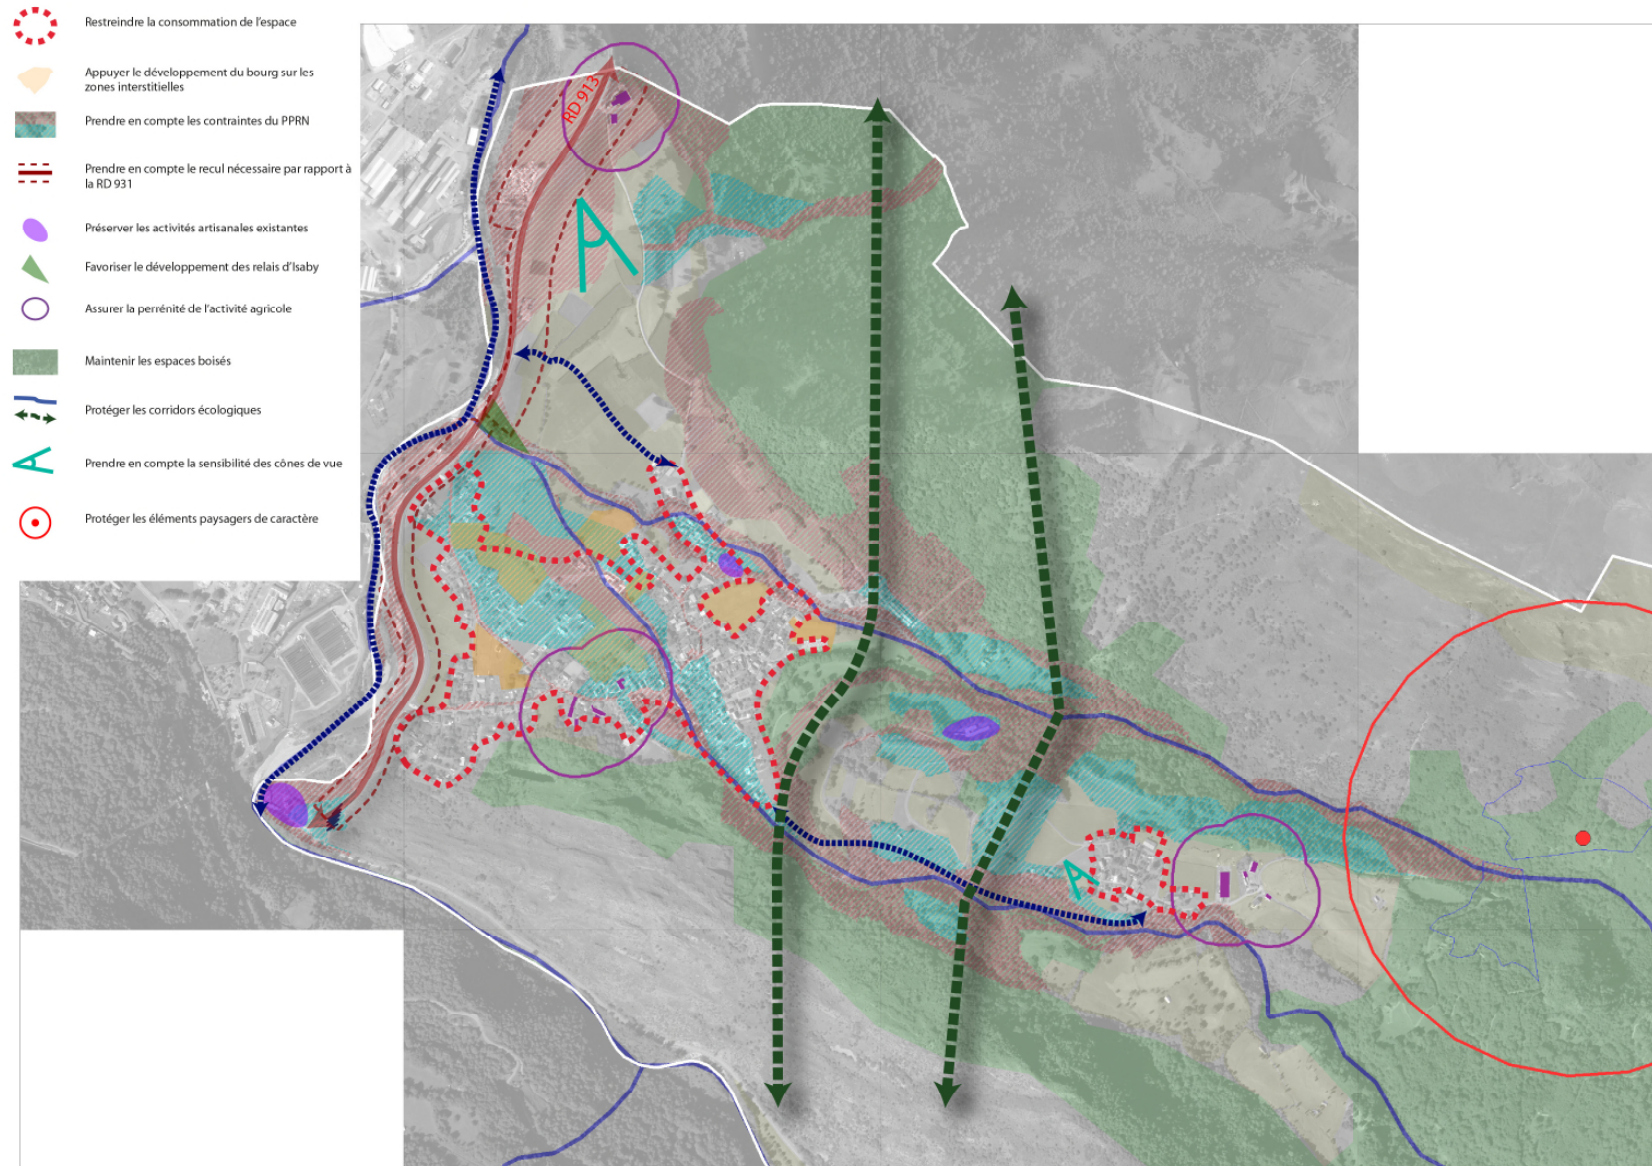 Restreindre la consommation de l'espace
Appuyer le développement du bourg sur les
zones interstitielles
Prendre en compte les contraintes du PPRN
Prendre en compte le recul nécessaire par rapport à
la RD 931
Préserver les activités artisanales existantes
Favoriser le développement des relais d'Isaby
Assurer la perrénité de l'activité agricole
Maintenir les espaces boisés
Protéger les corridors écologiques
Prendre en compte la sensibilité des cônes de vue
Protéger les éléments paysagers de caractère
RD 913